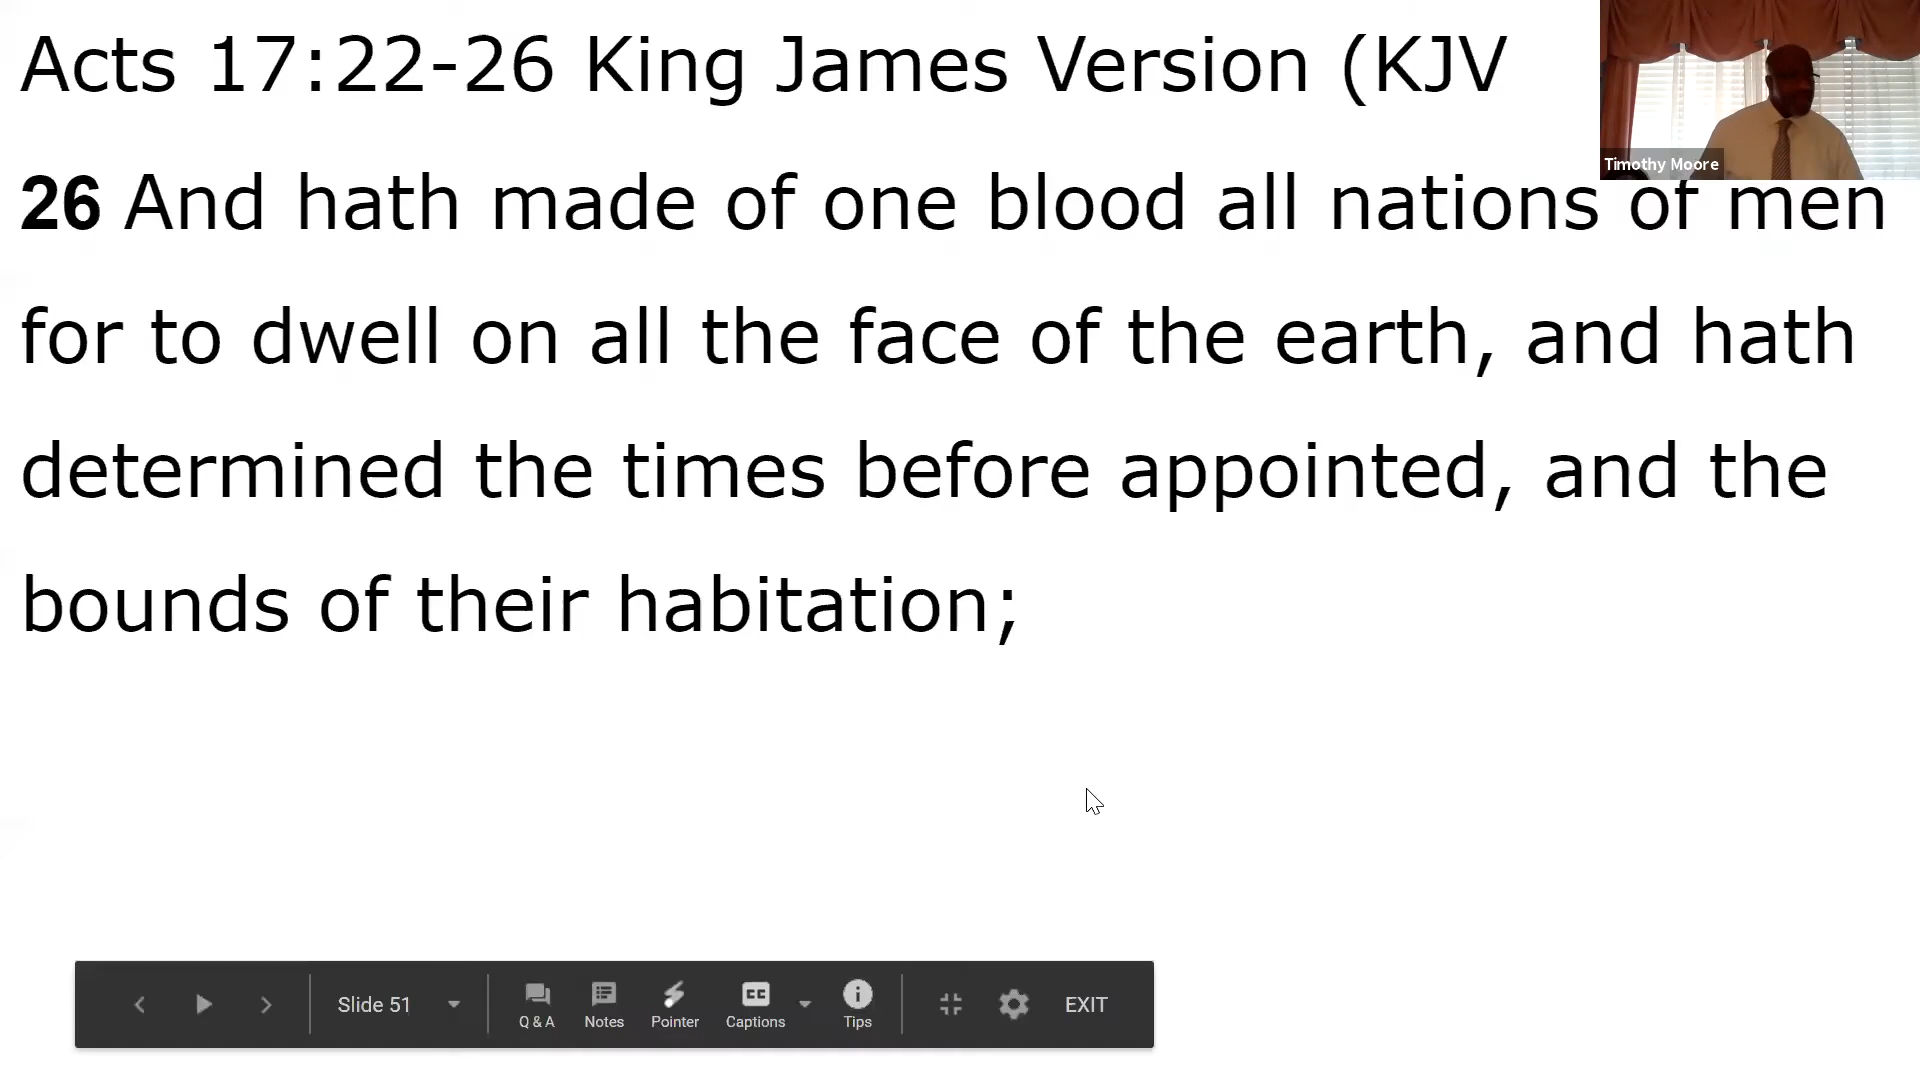 Acts 17:22-26 King James Version (KJV
Timothy Moore
26 And hath made of one blood all nations of men
for to dwell on all the face of the earth, and hath
determined the times before appointed, and the
bounds of their habitation;
Slide 51
Q & A
Notes
Pointer
CC
Captions
Tips
EXIT